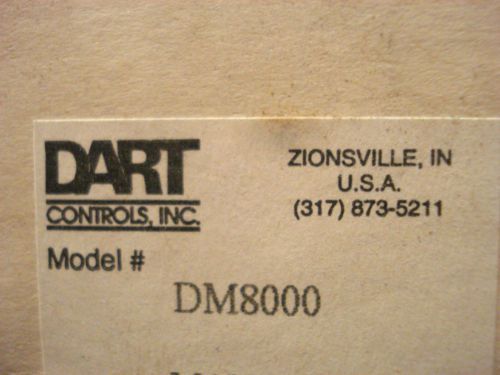 DART
CONTROLS, INC.
ZIONSVILLE, IN
U.S.A.
(317) 873-5211
Model #
DM8000